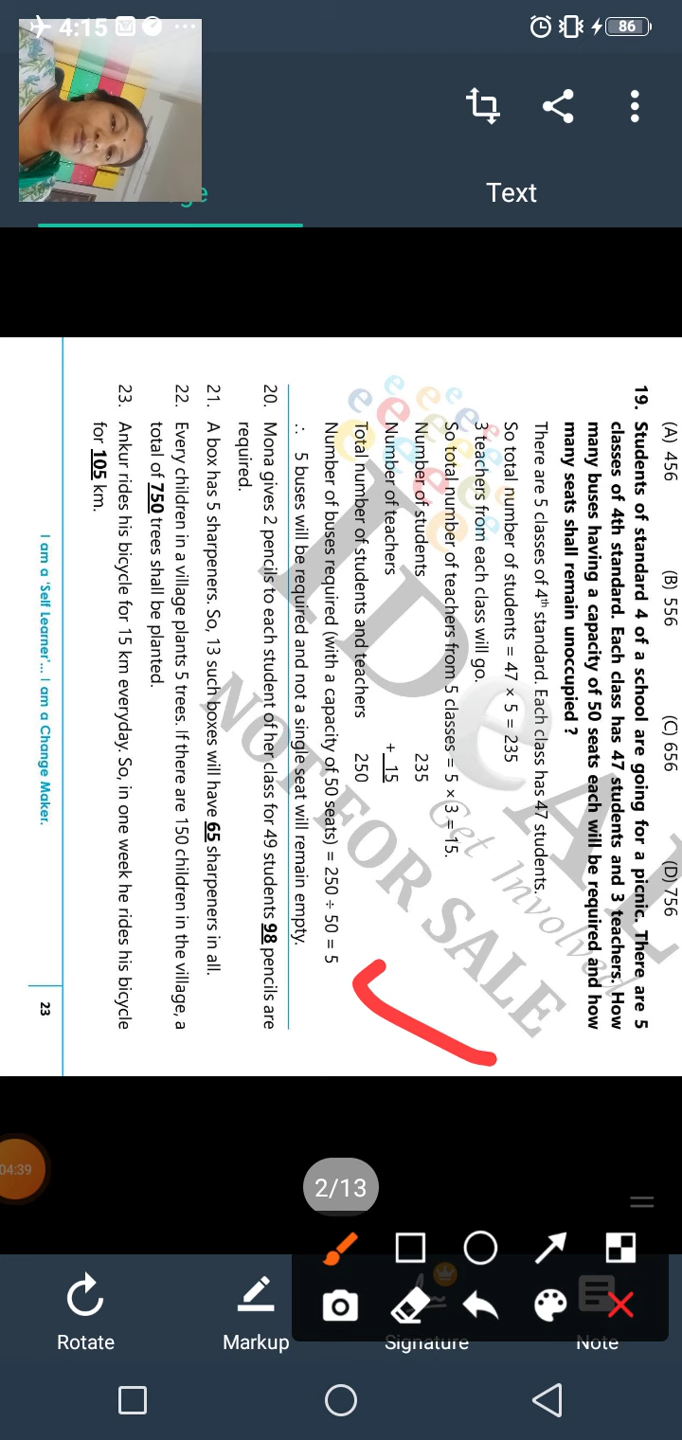 4:15
86
ge
Text
(A) 456 (B) 556 (C) 656 (D) 756
19. Students of standard 4 of a school are going for a picnic. There are 5
classes of 4th standard. Each class has 47 students and 3 teachers. How
many buses having a capacity of 50 seats each will be required and how
many seats shall remain unoccupied ?
There are 5 classes of 4th standard. Each class has 47 students.
So total number of students = 47 × 5 = 235
3 teachers from each class will go.
So total number of teachers from 5 classes = 5 × 3 = 15.
Number of students 235
Number of teachers + 15
Total number of students and teachers 250
Number of buses required (with a capacity of 50 seats) = 250 ÷ 50 = 5
∴ 5 buses will be required and not a single seat will remain empty.
20. Mona gives 2 pencils to each student of her class for 49 students 98 pencils are
required.
21. A box has 5 sharpeners. So, 13 such boxes will have 65 sharpeners in all.
22. Every children in a village plants 5 trees. If there are 150 children in the village, a
total of 750 trees shall be planted.
23. Ankur rides his bicycle for 15 km everyday. So, in one week he rides his bicycle
for 105 km.
I am a 'Self Learner'... I am a Change Maker.
23
IDeAL
Get Involved
NOT FOR SALE
04:39
2/13
Rotate
Markup
Signature
Note